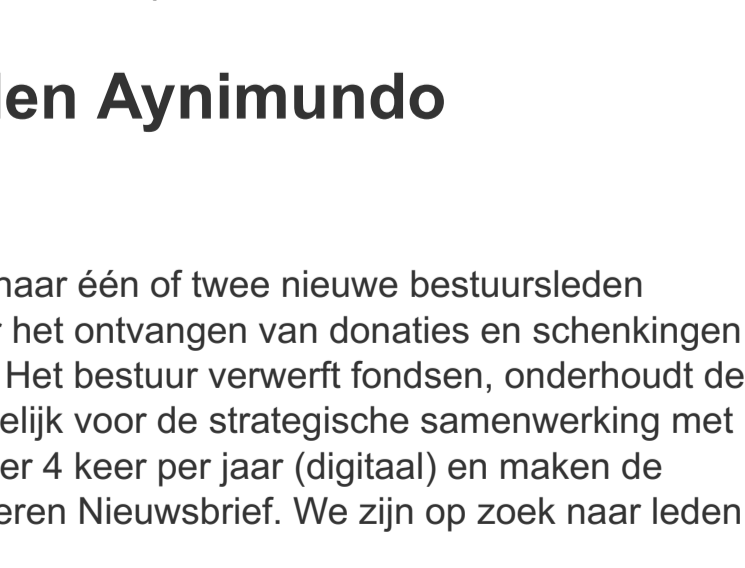 en Aynimundo
naar één of twee nieuwe bestuursleden
het ontvangen van donaties en schenkingen
Het bestuur verwerft fondsen, onderhoudt de
elijk voor de strategische samenwerking met
er 4 keer per jaar (digitaal) en maken de
eren Nieuwsbrief. We zijn op zoek naar leden